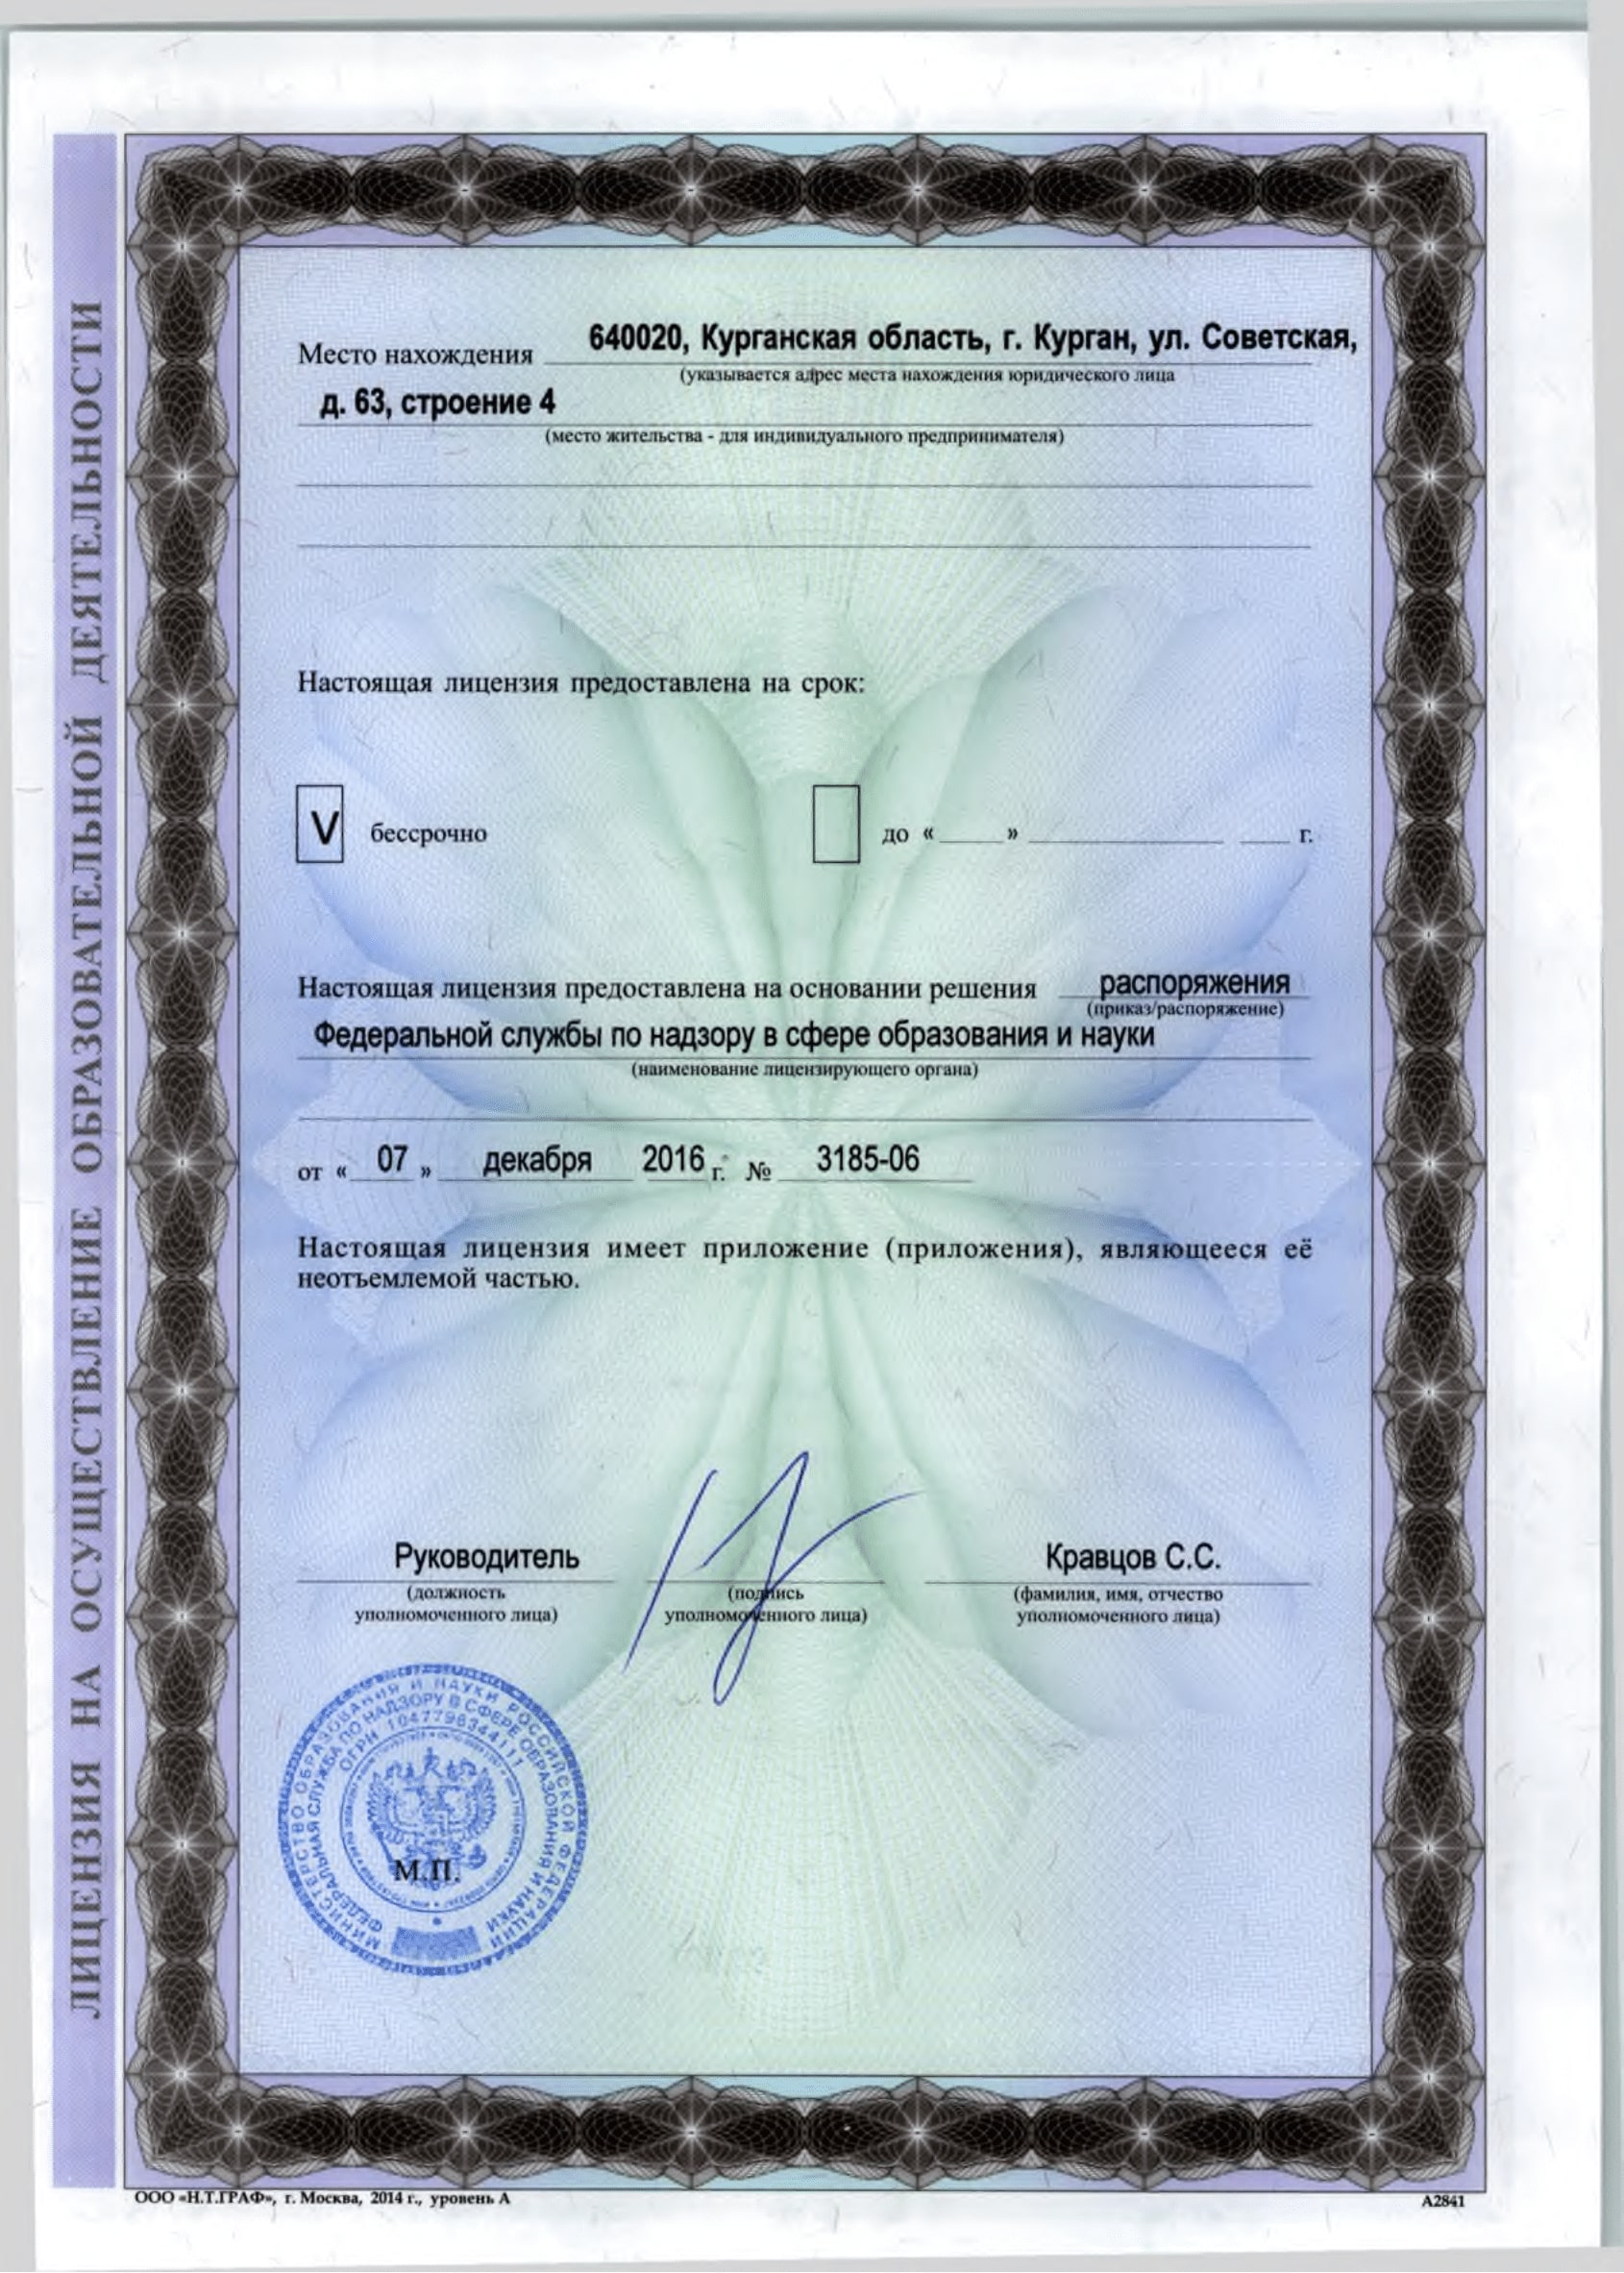 ЛИЦЕНЗИЯ НА ОСУЩЕСТВЛЕНИЕ ОБРАЗОВАТЕЛЬНОЙ ДЕЯТЕЛЬНОСТИ
Место нахождения 640020, Курганская область, г. Курган, ул. Советская,
(указывается адрес места нахождения юридического лица
д. 63, строение 4
(место жительства - для индивидуального предпринимателя)
Настоящая лицензия предоставлена на срок:
V бессрочно до « » г.
Настоящая лицензия предоставлена на основании решения распоряжения
(приказ/распоряжение)
Федеральной службы по надзору в сфере образования и науки
(наименование лицензирующего органа)
от « 07 » декабря 2016 г. № 3185-06
Настоящая лицензия имеет приложение (приложения), являющееся её
неотъемлемой частью.
Руководитель Кравцов С.С.
(должность (подпись (фамилия, имя, отчество
уполномоченного лица) уполномоченного лица) уполномоченного лица)
МИНИСТЕРСТВО ОБРАЗОВАНИЯ И НАУКИ РОССИЙСКОЙ ФЕДЕРАЦИИ
ФЕДЕРАЛЬНАЯ СЛУЖБА ПО НАДЗОРУ В СФЕРЕ ОБРАЗОВАНИЯ И НАУКИ
ОГРН 1047796344111
М.П.
ООО «Н.Т.ГРАФ», г. Москва, 2014 г., уровень А А2841